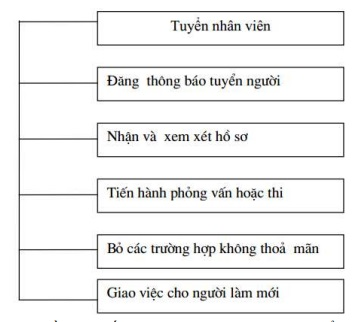 Tuyển nhân viên
Đăng thông báo tuyển người
Nhận và xem xét hồ sơ
Tiến hành phỏng vấn hoặc thi
Bỏ các trường hợp không thoả mãn
Giao việc cho người làm mới